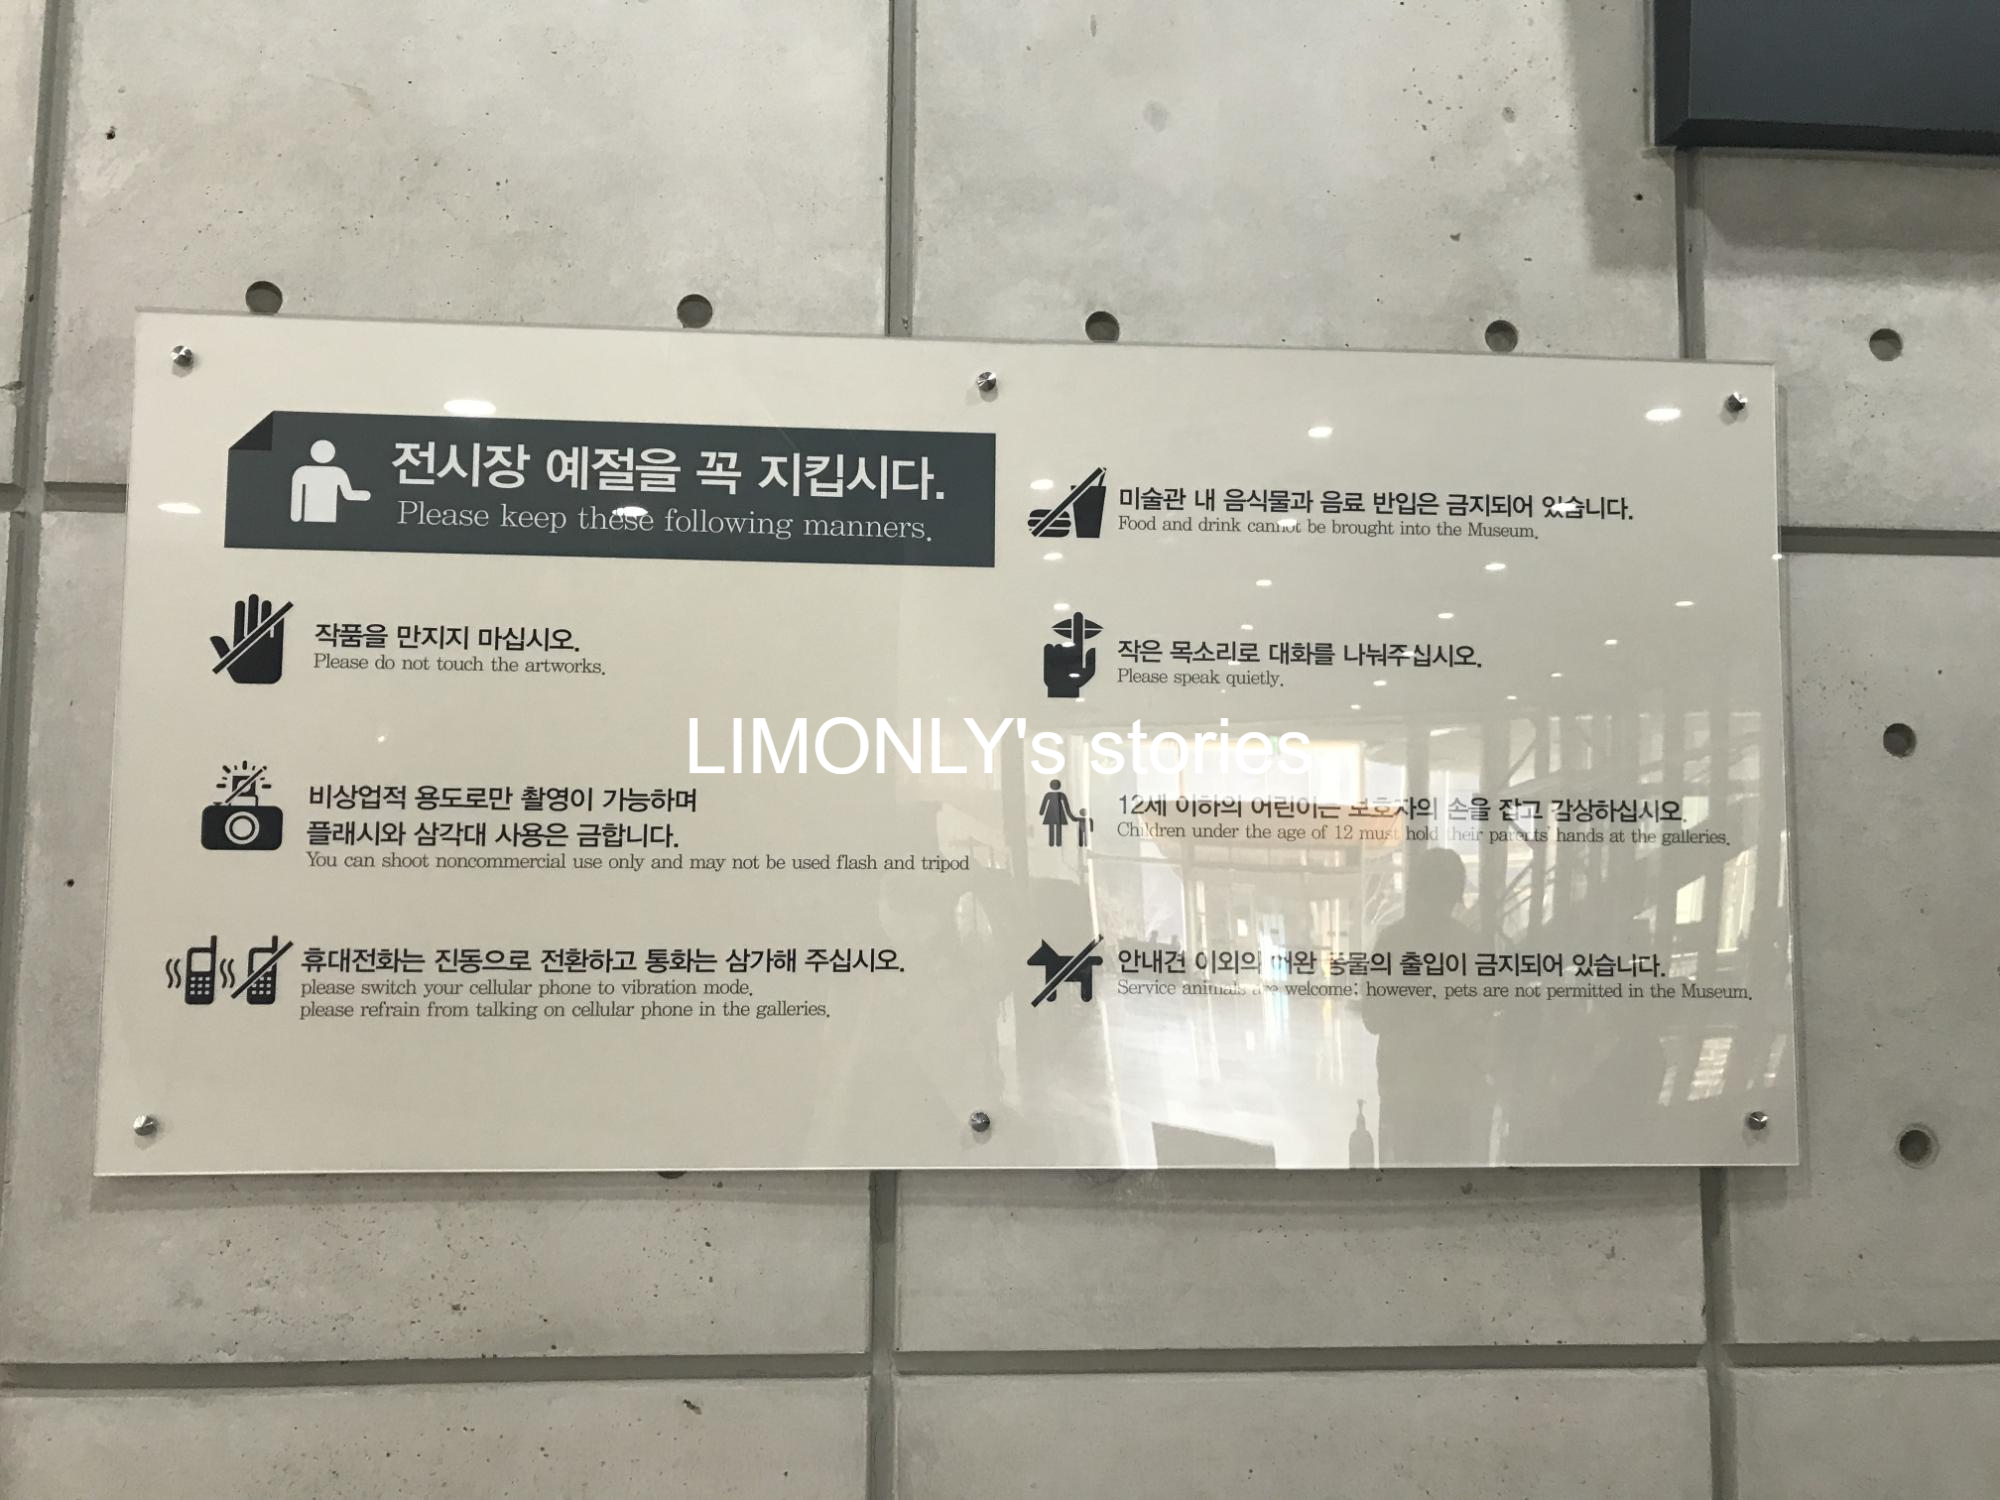 전시장 예절을 꼭 지킵시다.
Please keep these following manners.
작품을 만지지 마십시오.
Please do not touch the artworks.
비상업적 용도로만 촬영이 가능하며
플래시와 삼각대 사용은 금합니다.
You can shoot noncommercial use only and may not be used flash and tripod
휴대전화는 진동으로 전환하고 통화는 삼가해 주십시오.
please switch your cellular phone to vibration mode.
please refrain from talking on cellular phone in the galleries.
미술관 내 음식물과 음료 반입은 금지되어 있습니다.
Food and drink cannot be brought into the Museum.
작은 목소리로 대화를 나눠주십시오.
Please speak quietly.
LIMONLY's stories
12세 이하의 어린이는 보호자의 손을 잡고 감상하십시오.
Children under the age of 12 must hold their parents' hands at the galleries.
안내견 이외의 애완 동물의 출입이 금지되어 있습니다.
Service animals are welcome; however, pets are not permitted in the Museum.